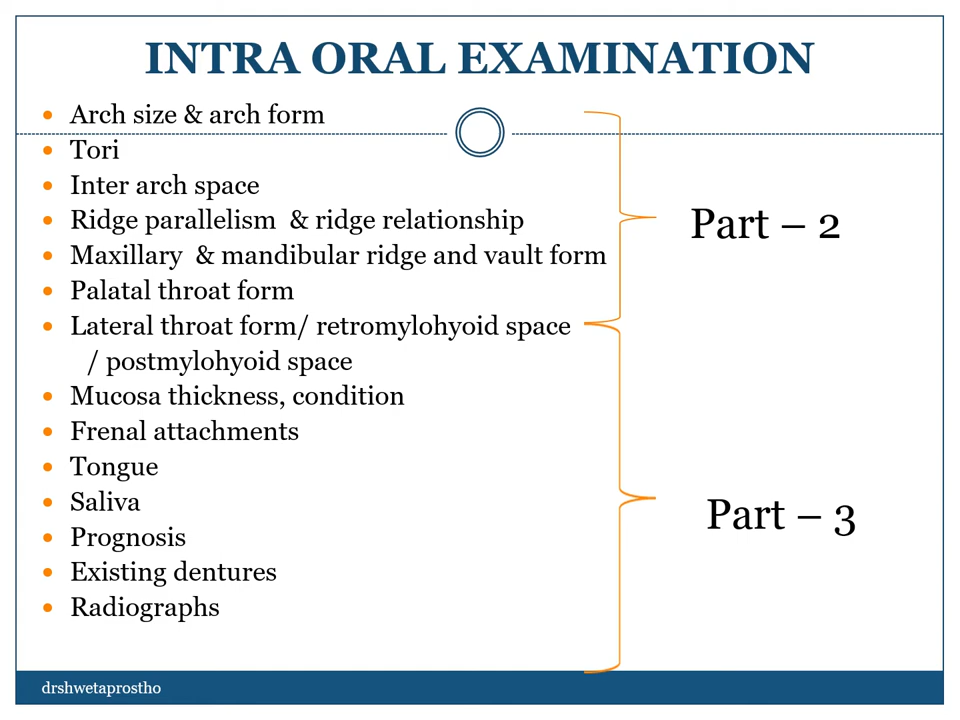 INTRA ORAL EXAMINATION
• Arch size & arch form
• Tori
• Inter arch space
• Ridge parallelism & ridge relationship
• Maxillary & mandibular ridge and vault form
• Palatal throat form
• Lateral throat form/ retromylohyoid space
/ postmylohyoid space
• Mucosa thickness, condition
• Frenal attachments
• Tongue
• Saliva
• Prognosis
• Existing dentures
• Radiographs
Part – 2
Part – 3
drshwetaprostho